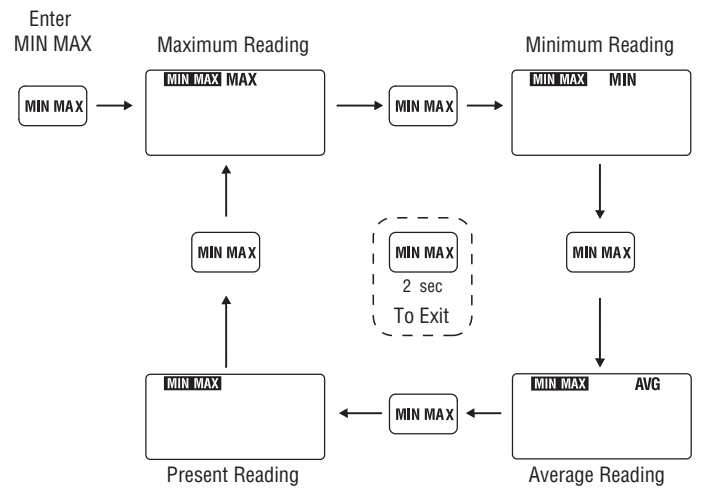 Enter
MIN MAX
Maximum Reading
Minimum Reading
MIN MAX
MIN MAX MAX
MIN MAX
MIN MAX MIN
MIN MAX
MIN MAX
2 sec
To Exit
MIN MAX
MIN MAX
MIN MAX
MIN MAX AVG
Present Reading
Average Reading